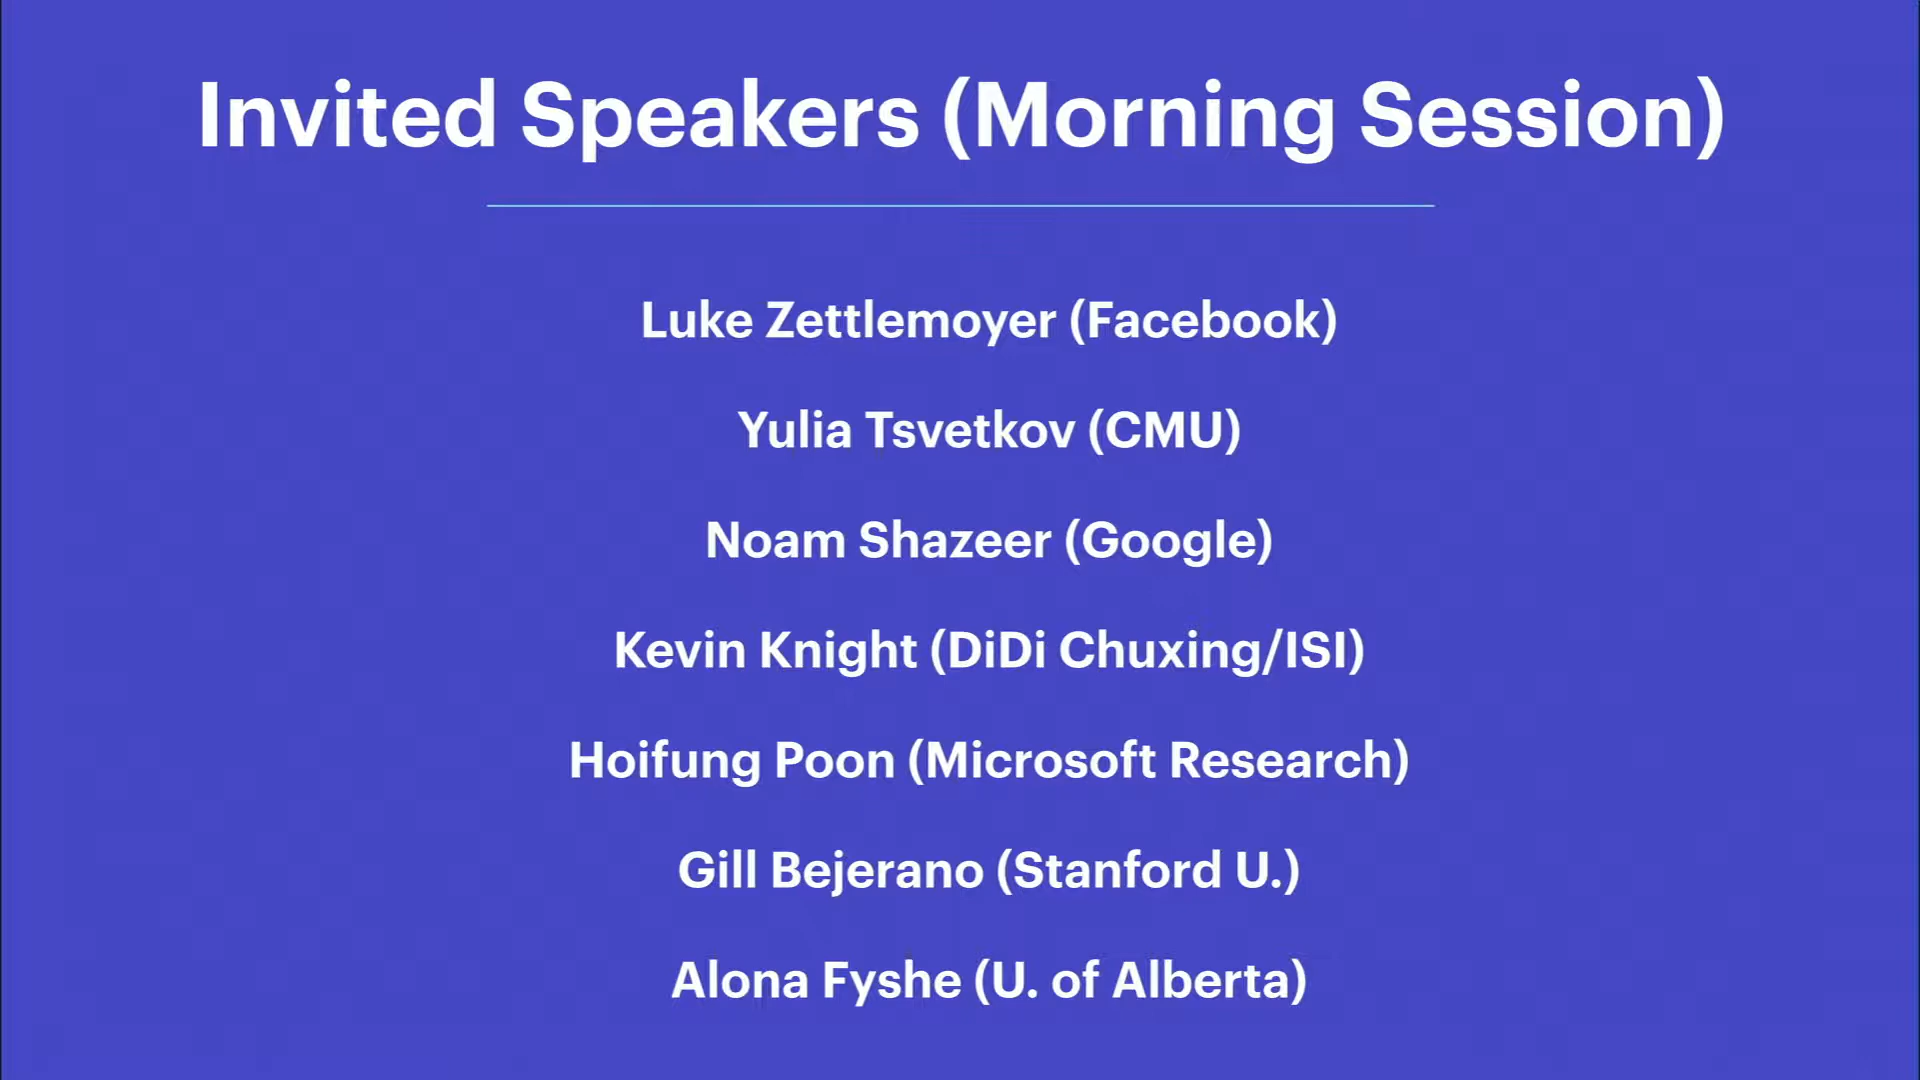 Invited Speakers (Morning Session)
Luke Zettlemoyer (Facebook)
Yulia Tsvetkov (CMU)
Noam Shazeer (Google)
Kevin Knight (DiDi Chuxing/ISI)
Hoifung Poon (Microsoft Research)
Gill Bejerano (Stanford U.)
Alona Fyshe (U. of Alberta)